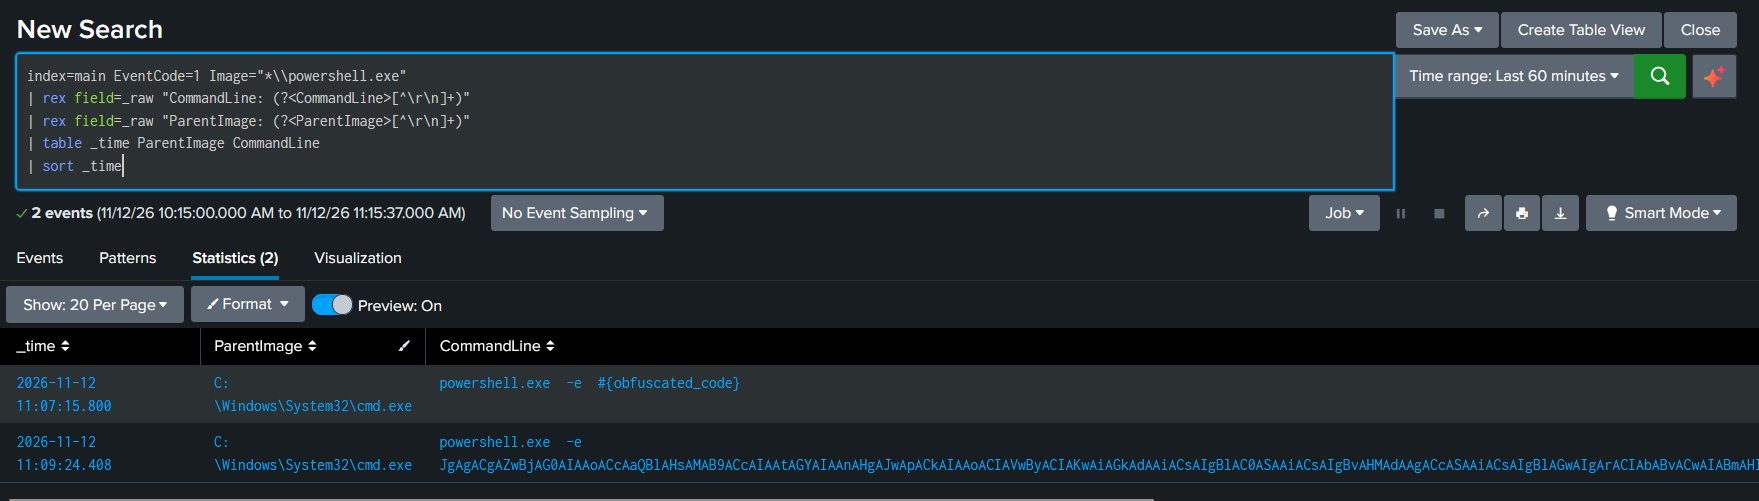 New Search
Save As
Create Table View
Close
index=main EventCode=1 Image="*\\powershell.exe"
| rex field=_raw "CommandLine: (?<CommandLine>[^\r\n]+)"
| rex field=_raw "ParentImage: (?<ParentImage>[^\r\n]+)"
| table _time ParentImage CommandLine
| sort _time
Time range: Last 60 minutes
2 events (11/12/26 10:15:00.000 AM to 11/12/26 11:15:37.000 AM)
No Event Sampling
Job
Smart Mode
Events
Patterns
Statistics (2)
Visualization
Show: 20 Per Page
Format
Preview: On
_time
ParentImage
CommandLine
2026-11-12
11:07:15.800
C:
\Windows\System32\cmd.exe
powershell.exe  -e  #{obfuscated_code}
2026-11-12
11:09:24.408
C:
\Windows\System32\cmd.exe
powershell.exe  -e